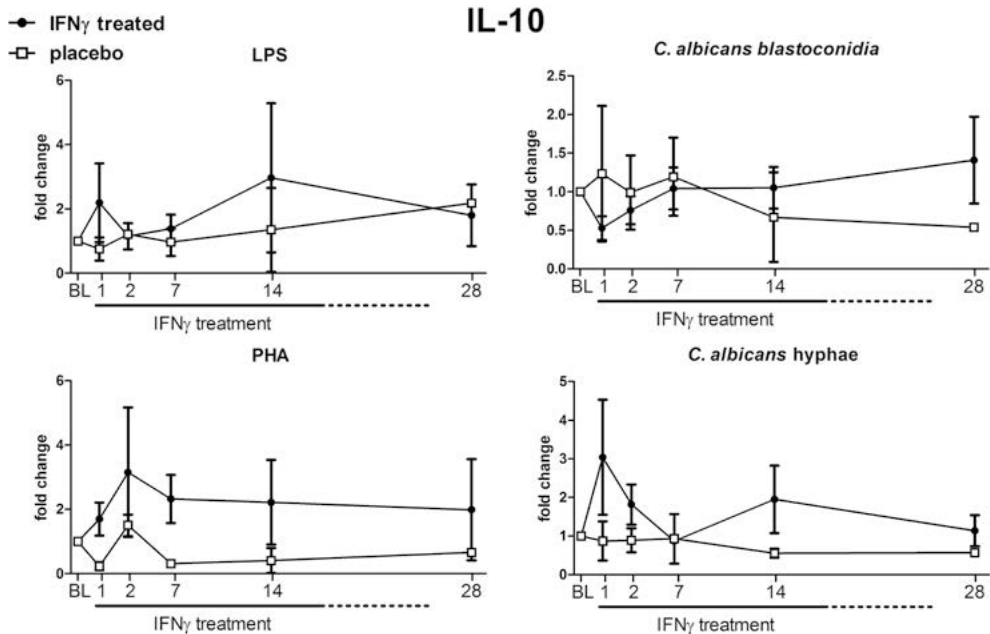 IL-10
IFNγ treated
placebo
LPS
fold change
6
4
2
0
BL 1 2 7 14 28
IFNγ treatment
C. albicans blastoconidia
fold change
2.5
2.0
1.5
1.0
0.5
0.0
BL 1 2 7 14 28
IFNγ treatment
PHA
fold change
6
4
2
0
BL 1 2 7 14 28
IFNγ treatment
C. albicans hyphae
fold change
5
4
3
2
1
0
BL 1 2 7 14 28
IFNγ treatment